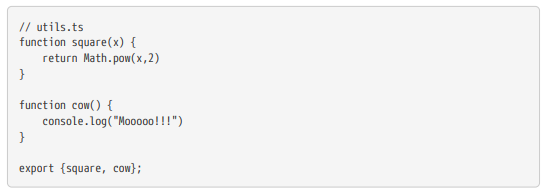 // utils.ts
function square(x) {
    return Math.pow(x,2)
}

function cow() {
    console.log("Mooooo!!!")
}

export {square, cow};